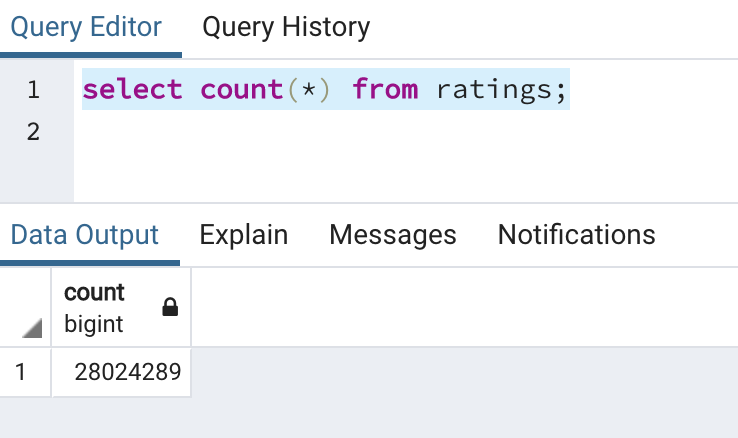 Query Editor Query History
1 select count(*) from ratings;
2
Data Output Explain Messages Notifications
count
bigint
1 28024289